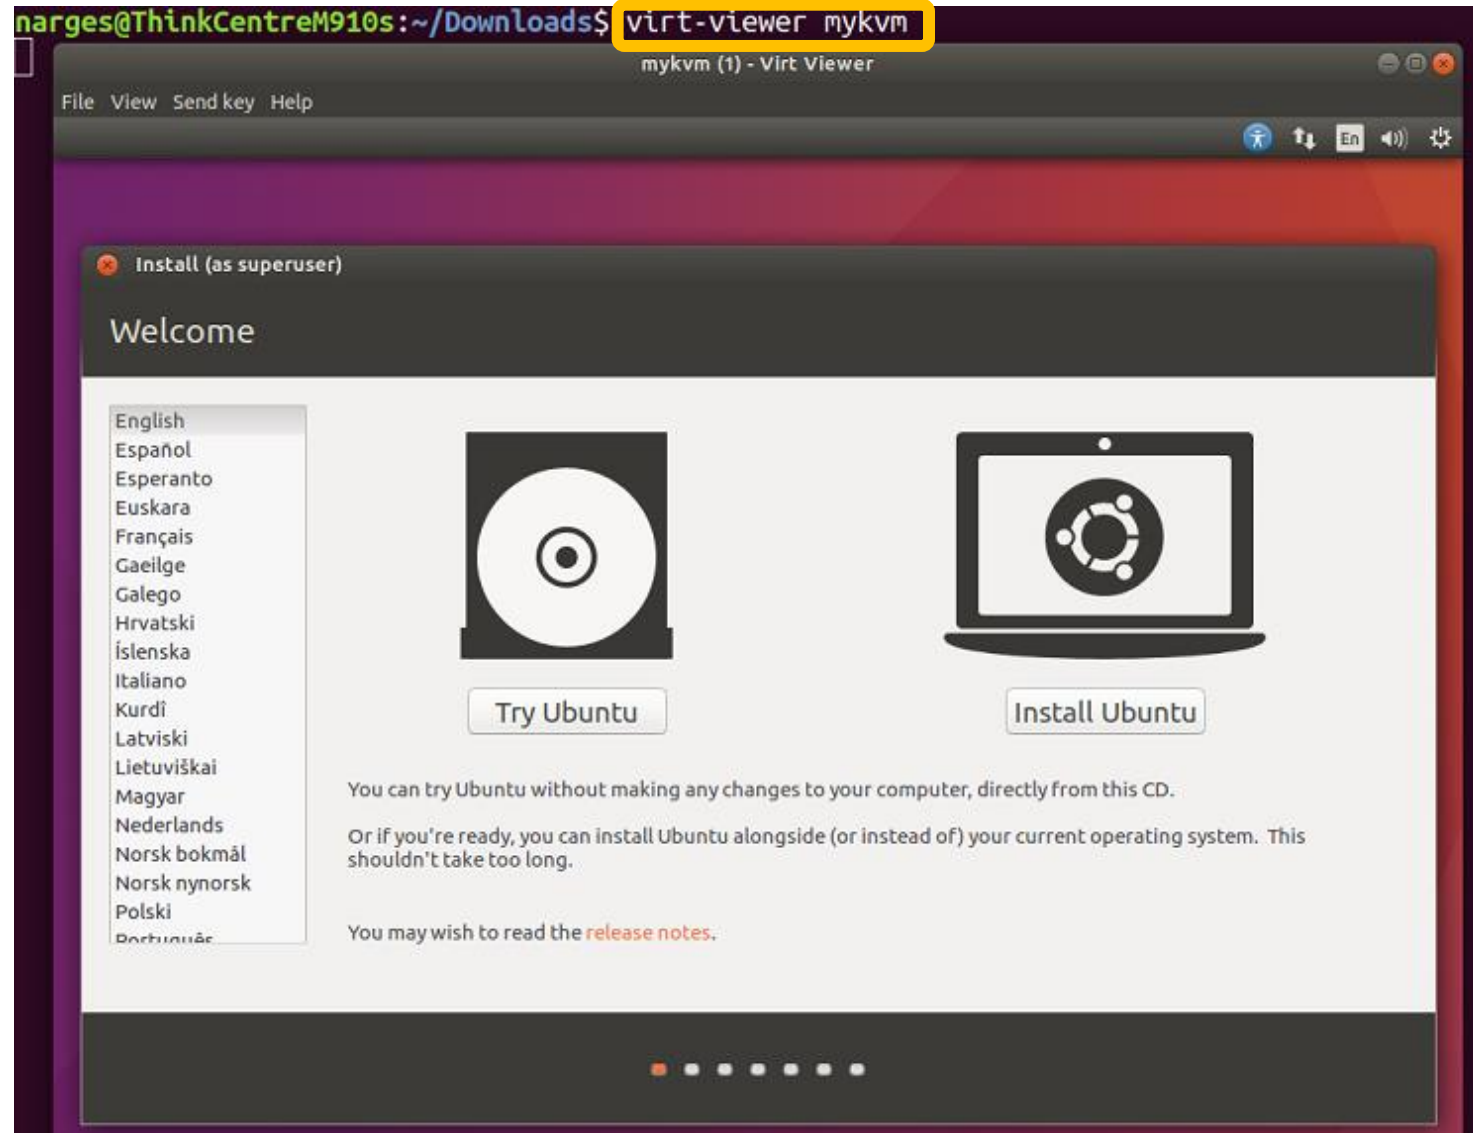 narges@ThinkCentreM910s:~/Downloads$ virt-viewer mykvm
mykvm (1) - Virt Viewer
File View Send key Help
En
Install (as superuser)
Welcome
English
Español
Esperanto
Euskara
Français
Gaeilge
Galego
Hrvatski
Íslenska
Italiano
Kurdî
Latviski
Lietuviškai
Magyar
Nederlands
Norsk bokmål
Norsk nynorsk
Polski
Português
Try Ubuntu
Install Ubuntu
You can try Ubuntu without making any changes to your computer, directly from this CD.
Or if you're ready, you can install Ubuntu alongside (or instead of) your current operating system. This
shouldn't take too long.
You may wish to read the release notes.